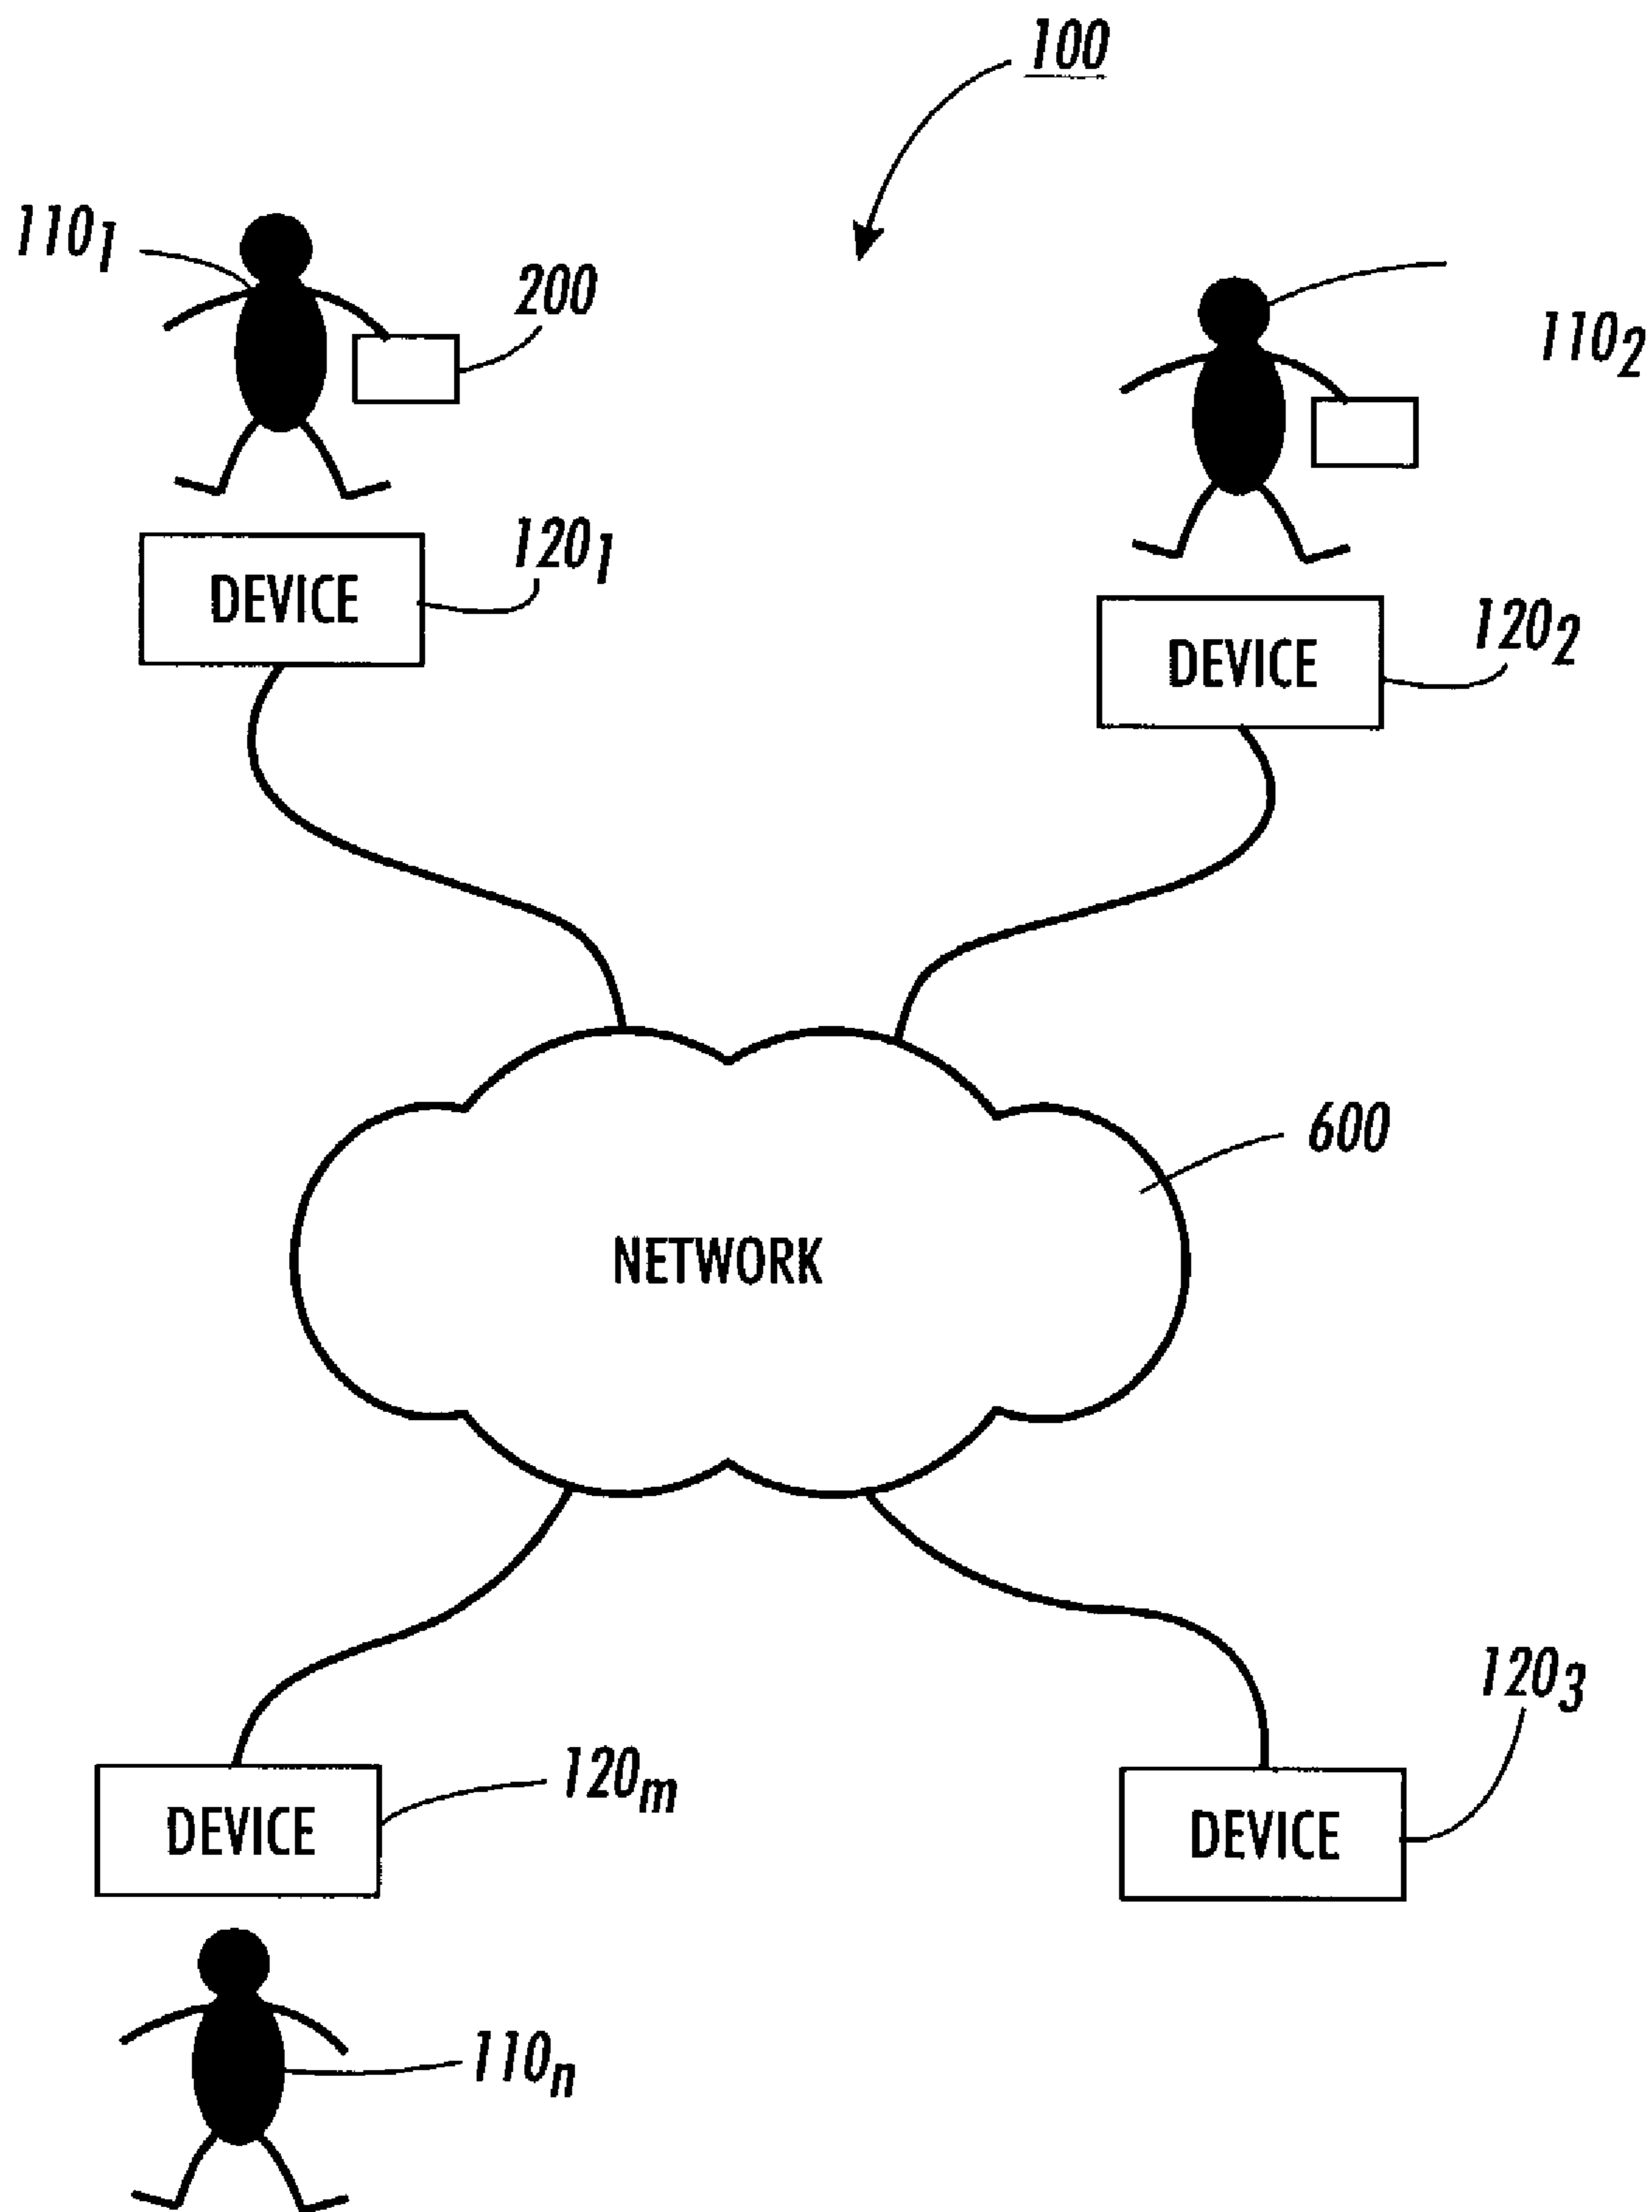 100
110₁
200
110₂
120₁
DEVICE
120₂
DEVICE
600
NETWORK
120₃
120ₘ
DEVICE
DEVICE
110ₙ